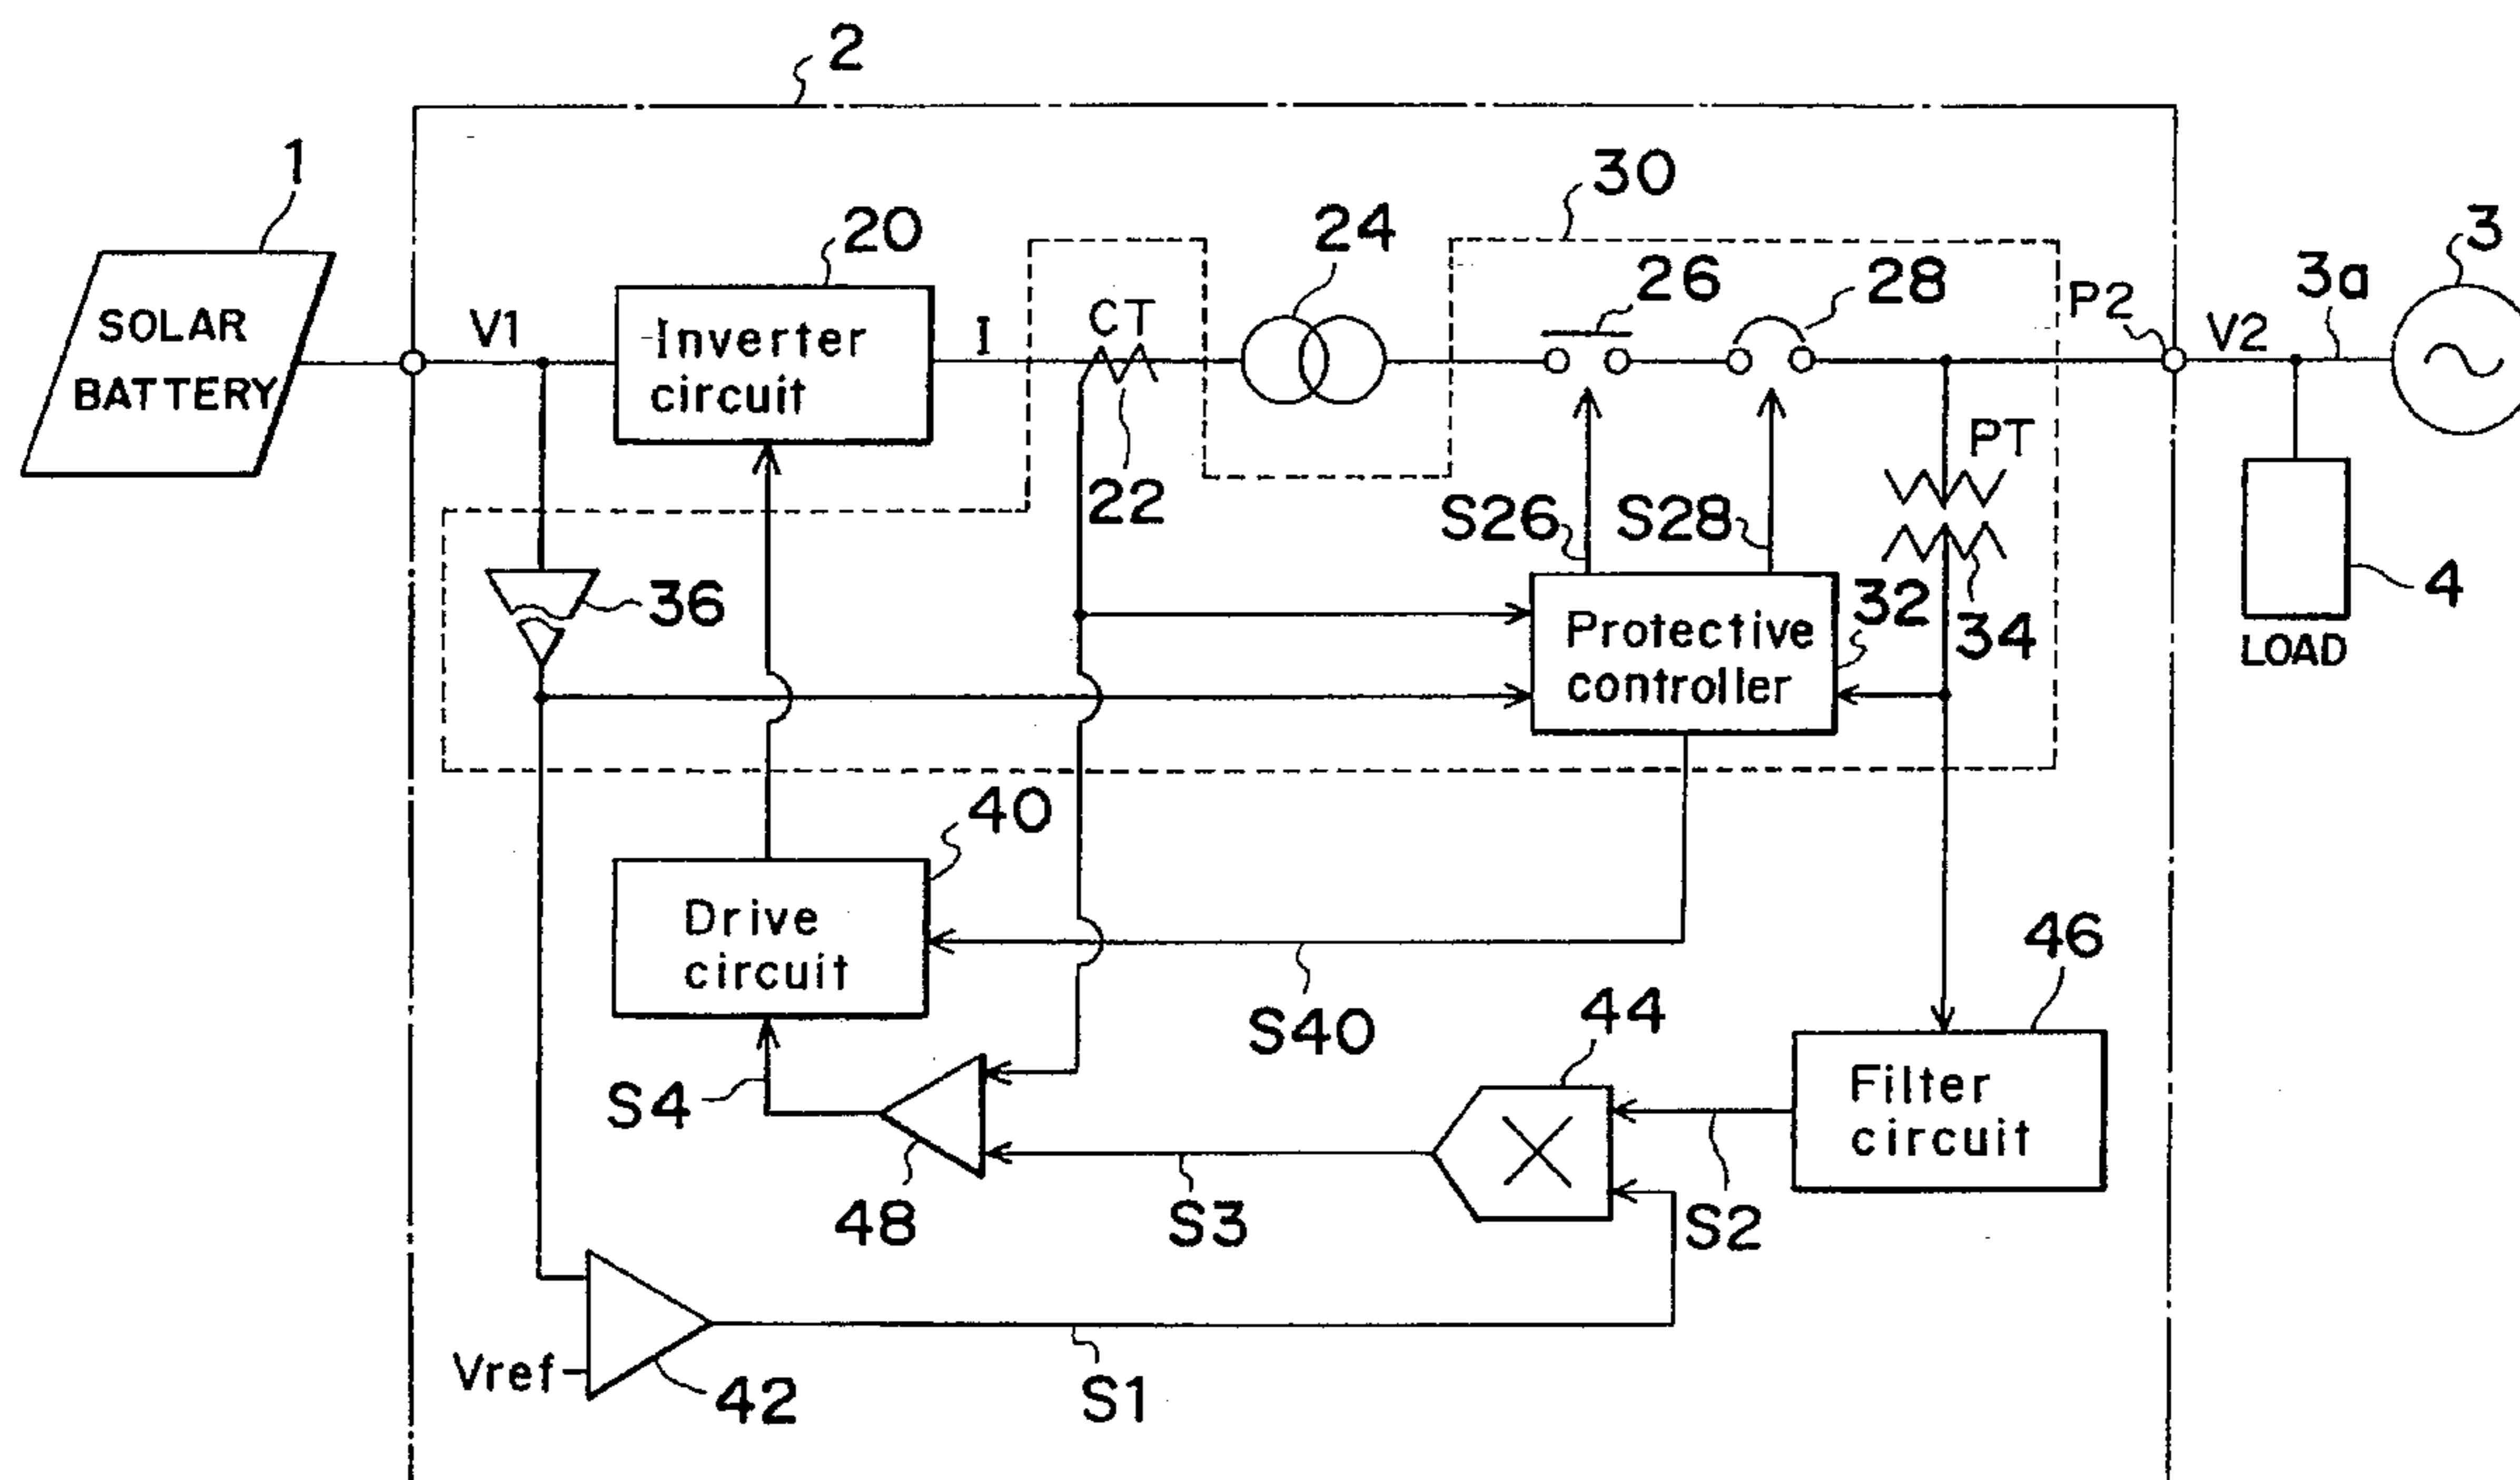 2
1
30
20
24
3
26
28
3a
P2
V2
CT
V1
I
SOLAR
BATTERY
Inverter
circuit
PT
22
S26
S28
36
32
34
4
Protective
controller
LOAD
40
Drive
circuit
46
S40
44
S4
Filter
circuit
48
S3
S2
Vref
42
S1